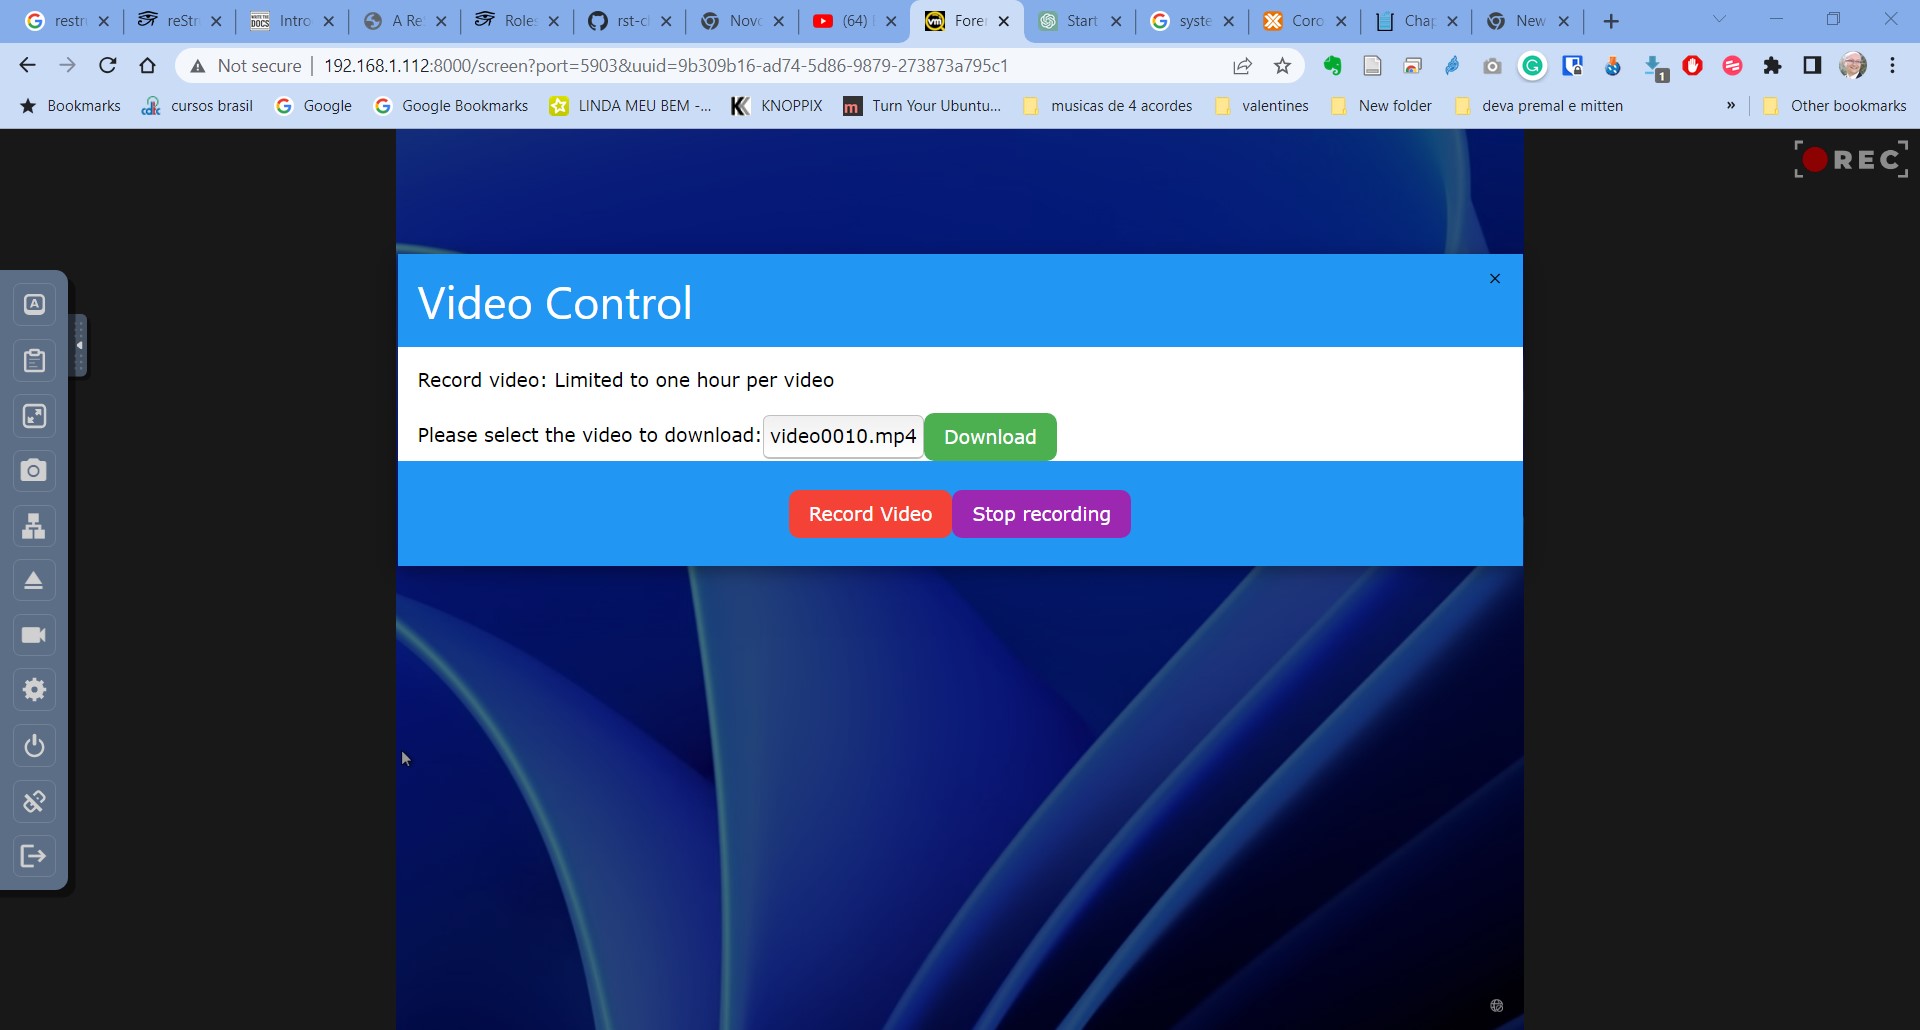 restr
reStr
Intro
A Re
Roles
rst-cl
Novo
(64)
Fore
Start
syste
Coro
Chap
New
Not secure
192.168.1.112:8000/screen?port=5903&uuid=9b309b16-ad74-5d86-9879-273873a795c1
1
Bookmarks
cursos brasil
Google
Google Bookmarks
LINDA MEU BEM -...
KNOPPIX
Turn Your Ubuntu...
musicas de 4 acordes
valentines
New folder
deva premal e mitten
»
Other bookmarks
REC
Video Control
Record video: Limited to one hour per video
Please select the video to download: video0010.mp4 Download
Record Video Stop recording